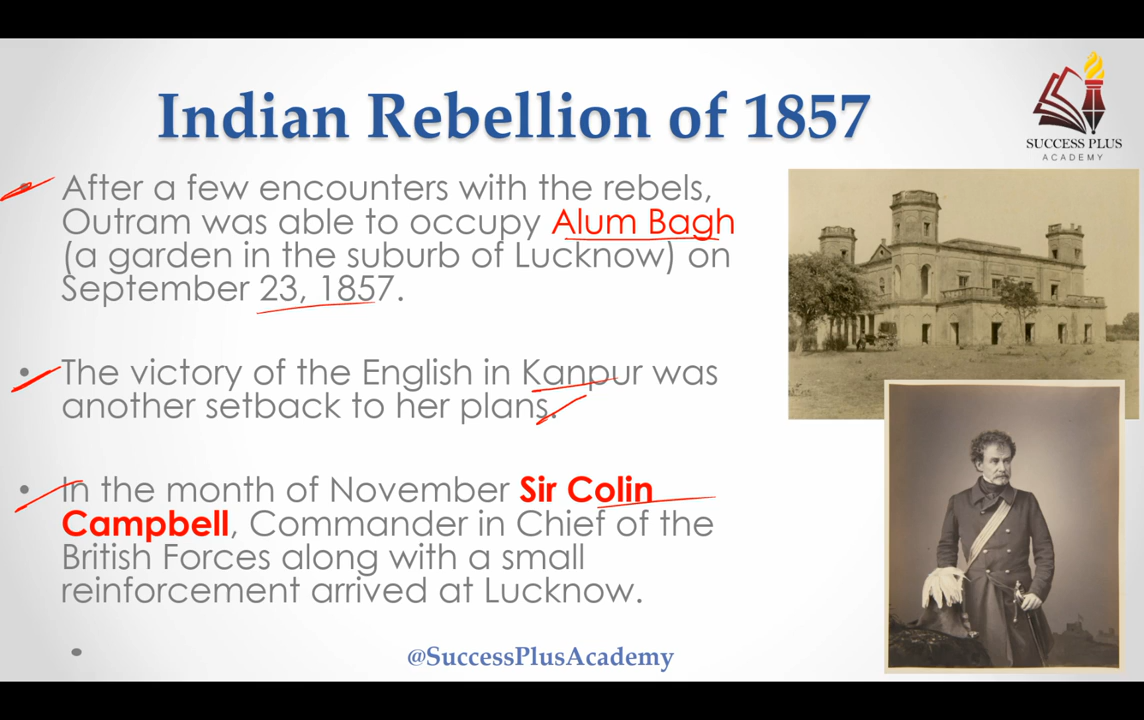 Indian Rebellion of 1857
SUCCESS PLUS
ACADEMY
• After a few encounters with the rebels,
Outram was able to occupy Alum Bagh
(a garden in the suburb of Lucknow) on
September 23, 1857.
• The victory of the English in Kanpur was
another setback to her plans.
• In the month of November Sir Colin
Campbell, Commander in Chief of the
British Forces along with a small
reinforcement arrived at Lucknow.
@SuccessPlusAcademy